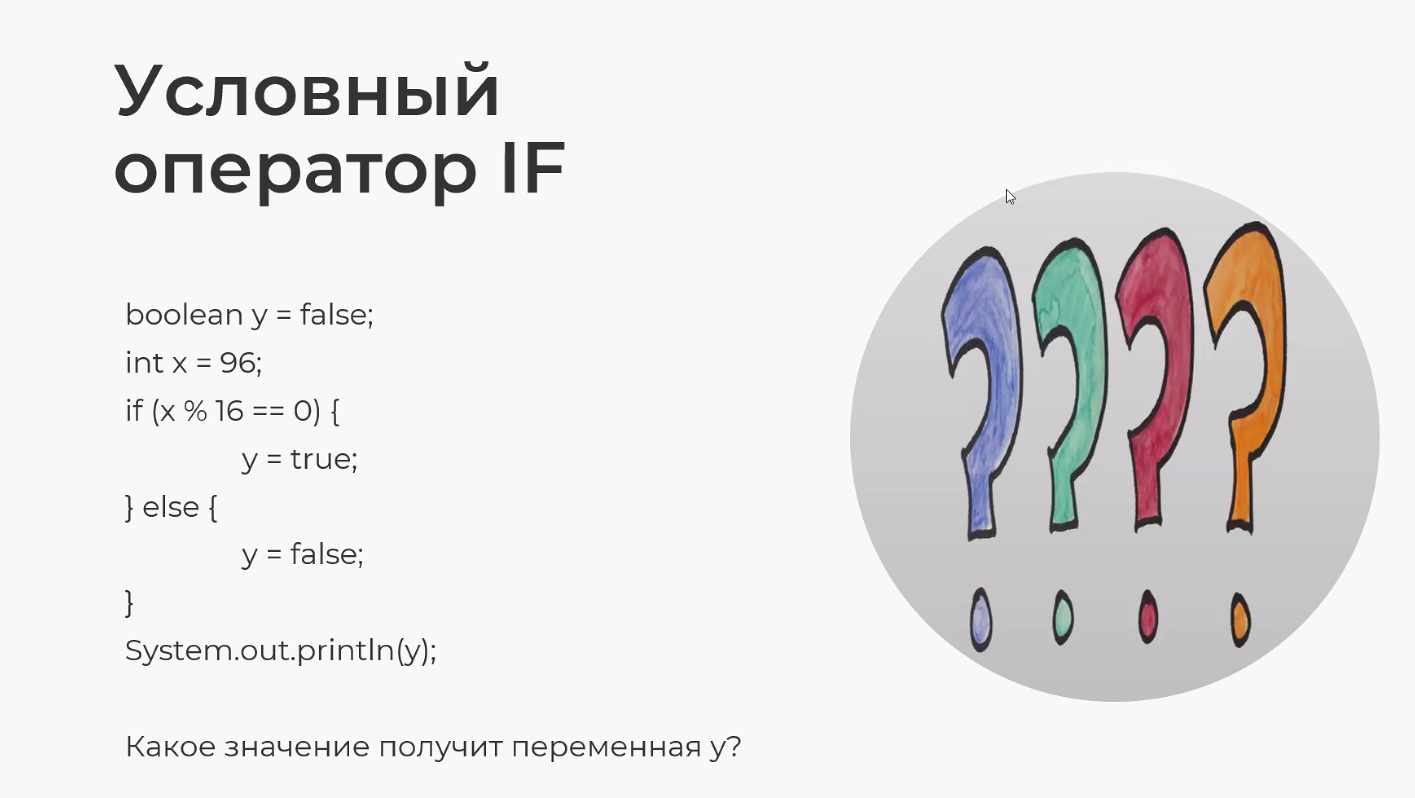 Условный
оператор IF
boolean y = false;
int x = 96;
if (x % 16 == 0) {
y = true;
} else {
y = false;
}
System.out.println(y);
Какое значение получит переменная y?